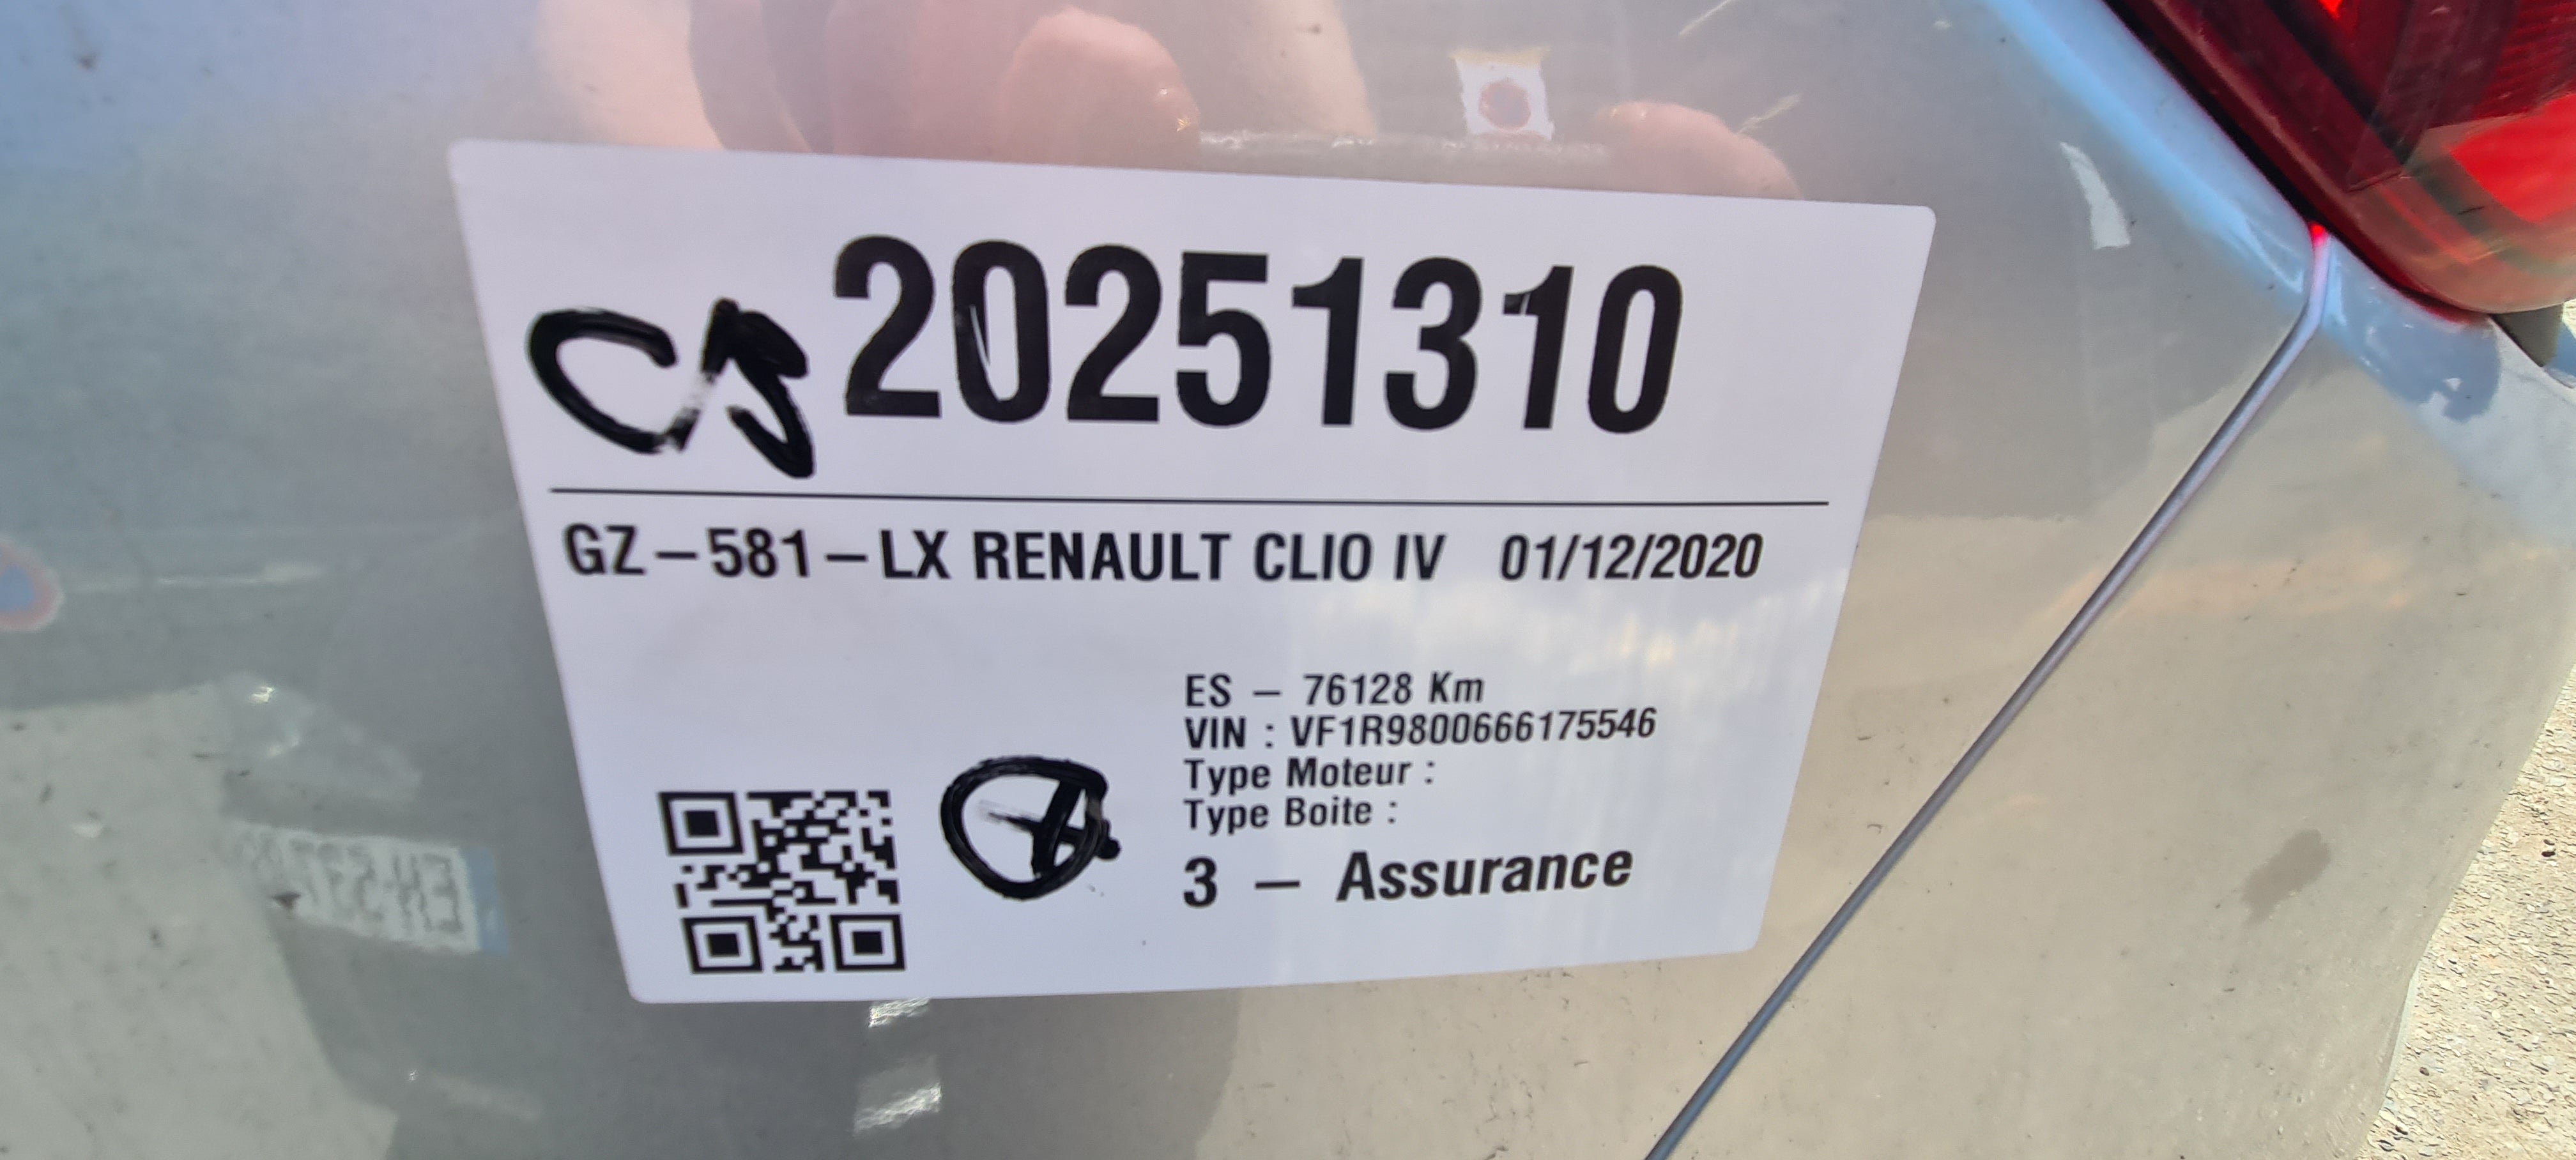 20251310
GZ-581-LX RENAULT CLIO IV 01/12/2020
ES - 76128 Km
VIN : VF1R9800666175546
Type Moteur :
Type Boite :
3 - Assurance